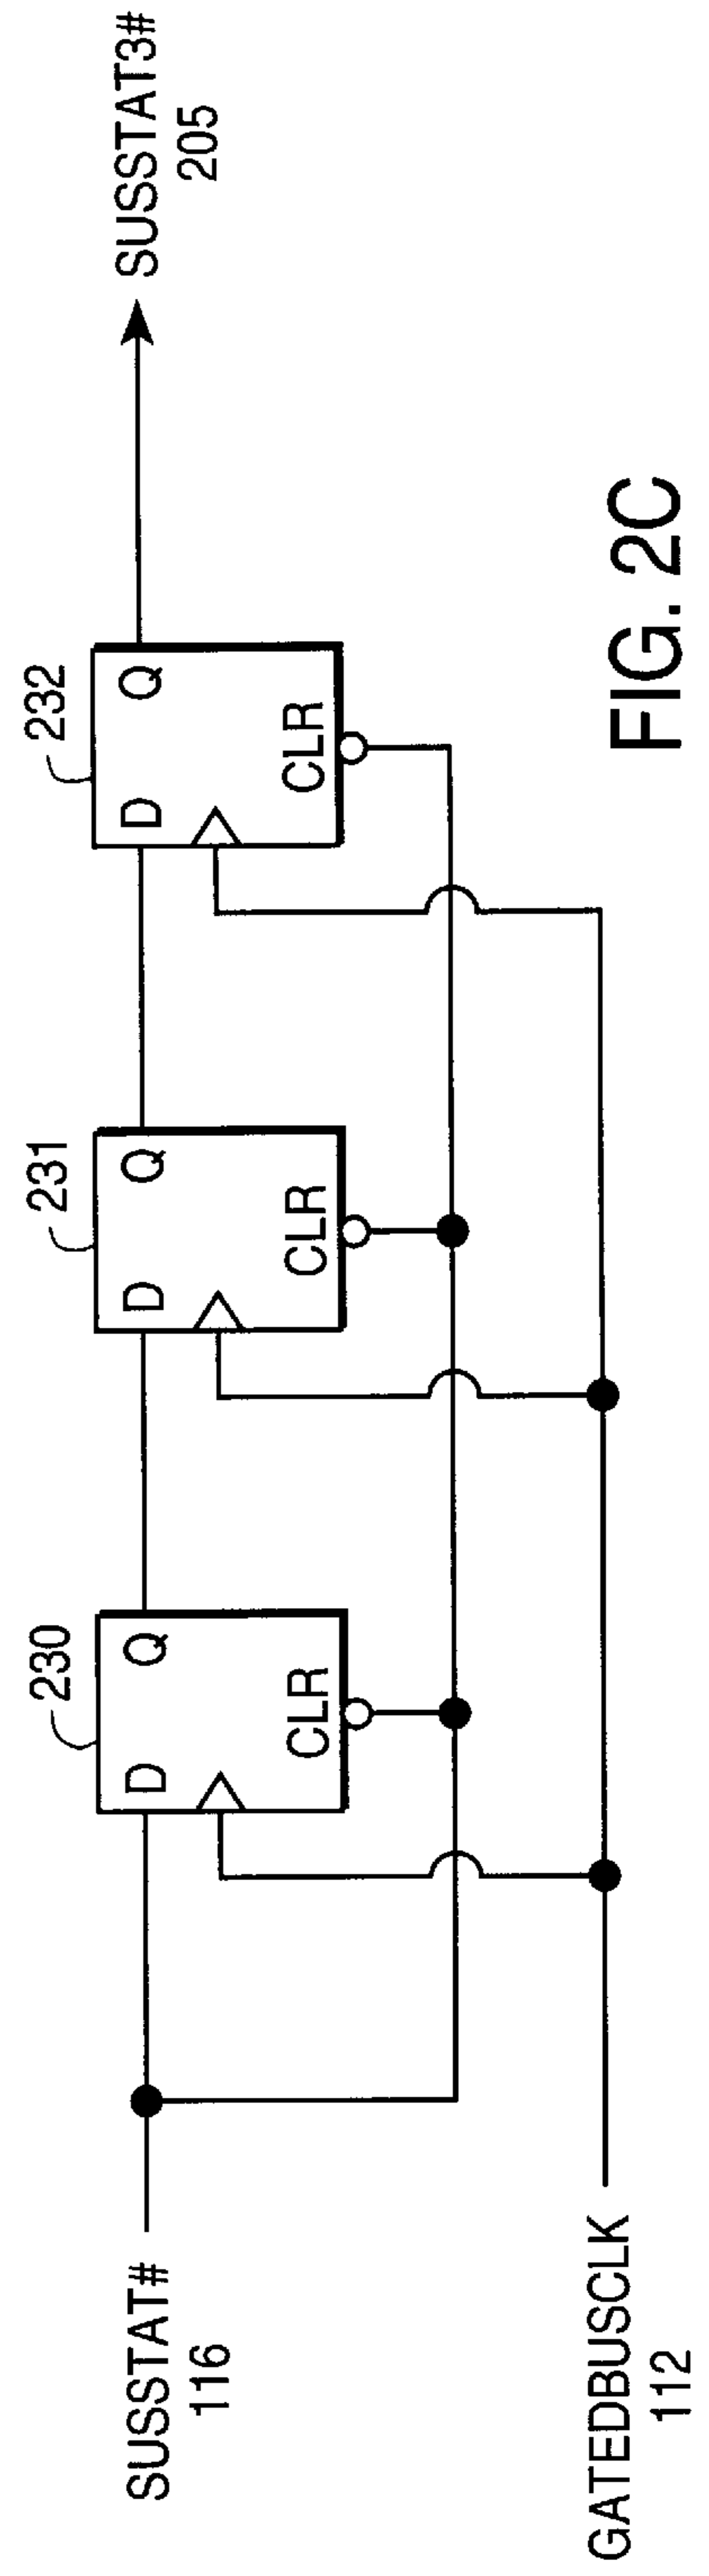 230
231
232
D
Q
CLR
D
Q
CLR
D
Q
CLR
SUSSTAT#
116
SUSSTAT3#
205
GATEDBUSCLK
112
FIG. 2C